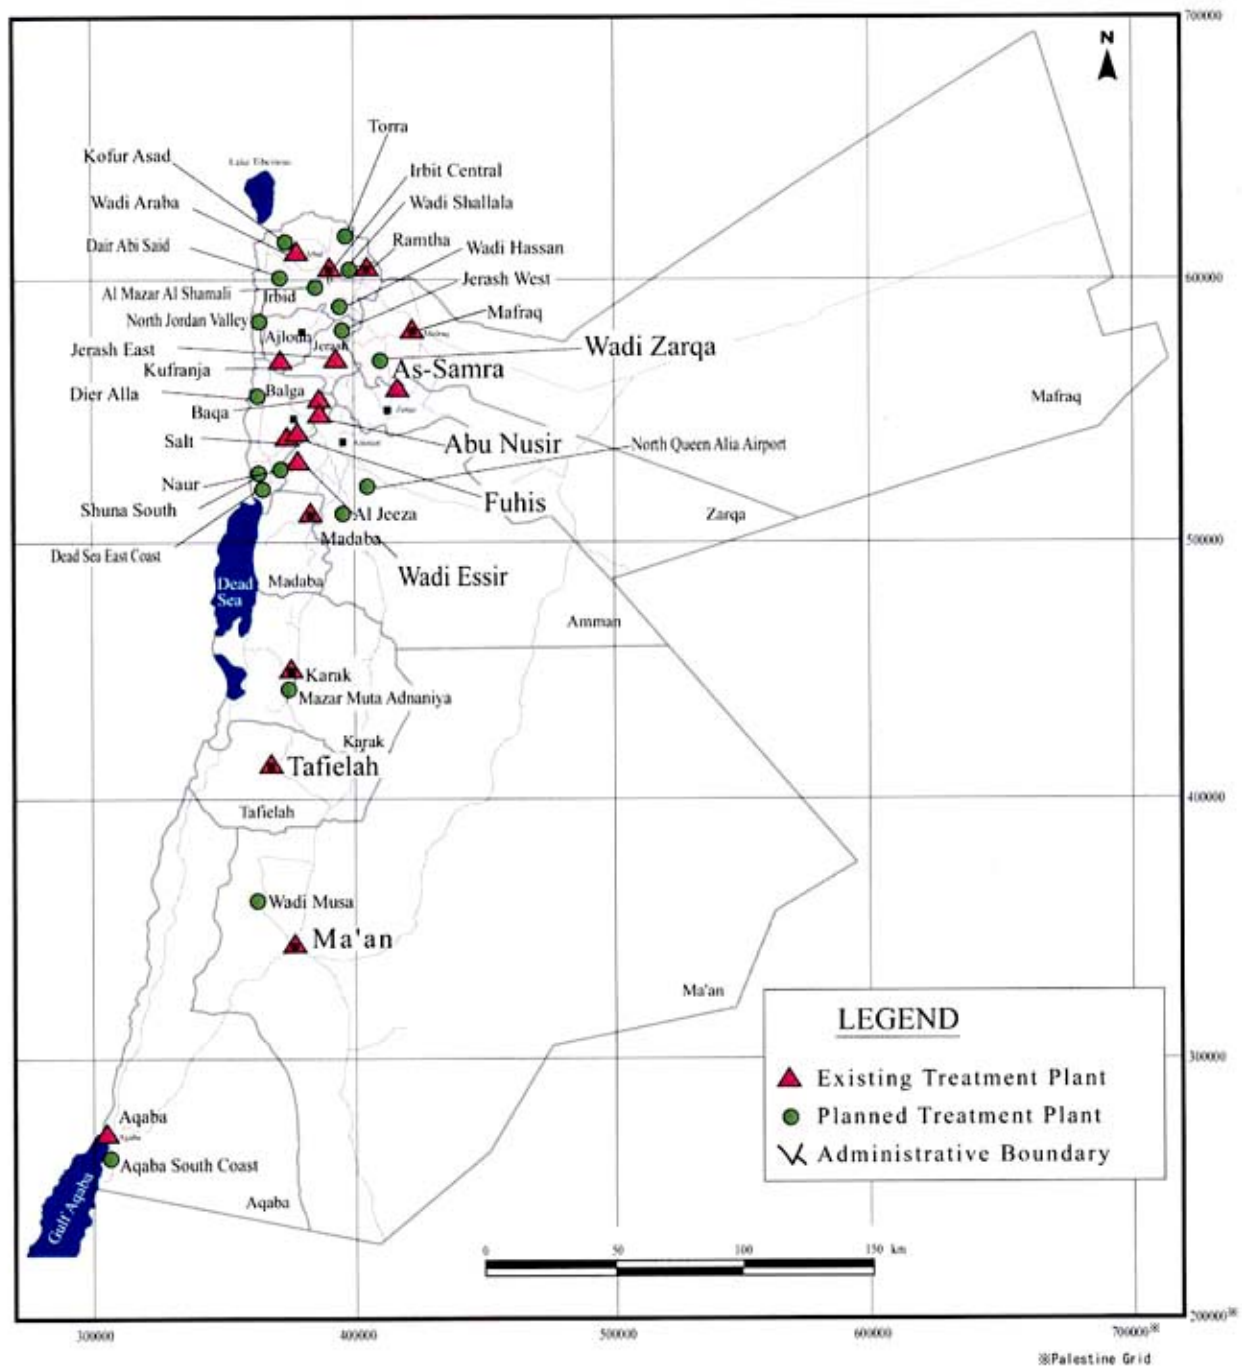 700000
N
Torra
Kofur Asad
Lake Tiberious
Irbit Central
Wadi Araba
Wadi Shallala
Dair Abi Said
Ramtha
Wadi Hassan
Irbid
600000
Al Mazar Al Shamali
Irbid
Jerash West
North Jordan Valley
Mafraq
Ajloun
Jerash
Mafraq
Jerash East
Wadi Zarqa
Kufranja
As-Samra
Dier Alla
Balga
Mafraq
Baqa
Zarqa
Salt
Abu Nusir
North Queen Alia Airport
Naur
Fuhis
Shuna South
Al Jeeza
Zarqa
Madaba
500000
Dead Sea East Coast
Wadi Essir
Dead
Sea
Madaba
Amman
Karak
Mazar Muta Adnaniya
Karak
Tafielah
400000
Tafielah
Wadi Musa
Ma'an
Ma'an
LEGEND
300000
Existing Treatment Plant
Planned Treatment Plant
Administrative Boundary
Aqaba
Aqaba
Aqaba South Coast
Gulf Aqaba
Aqaba
0 50 100 150 km
200000※
300000 400000 500000 600000 700000※
※Palestine Grid